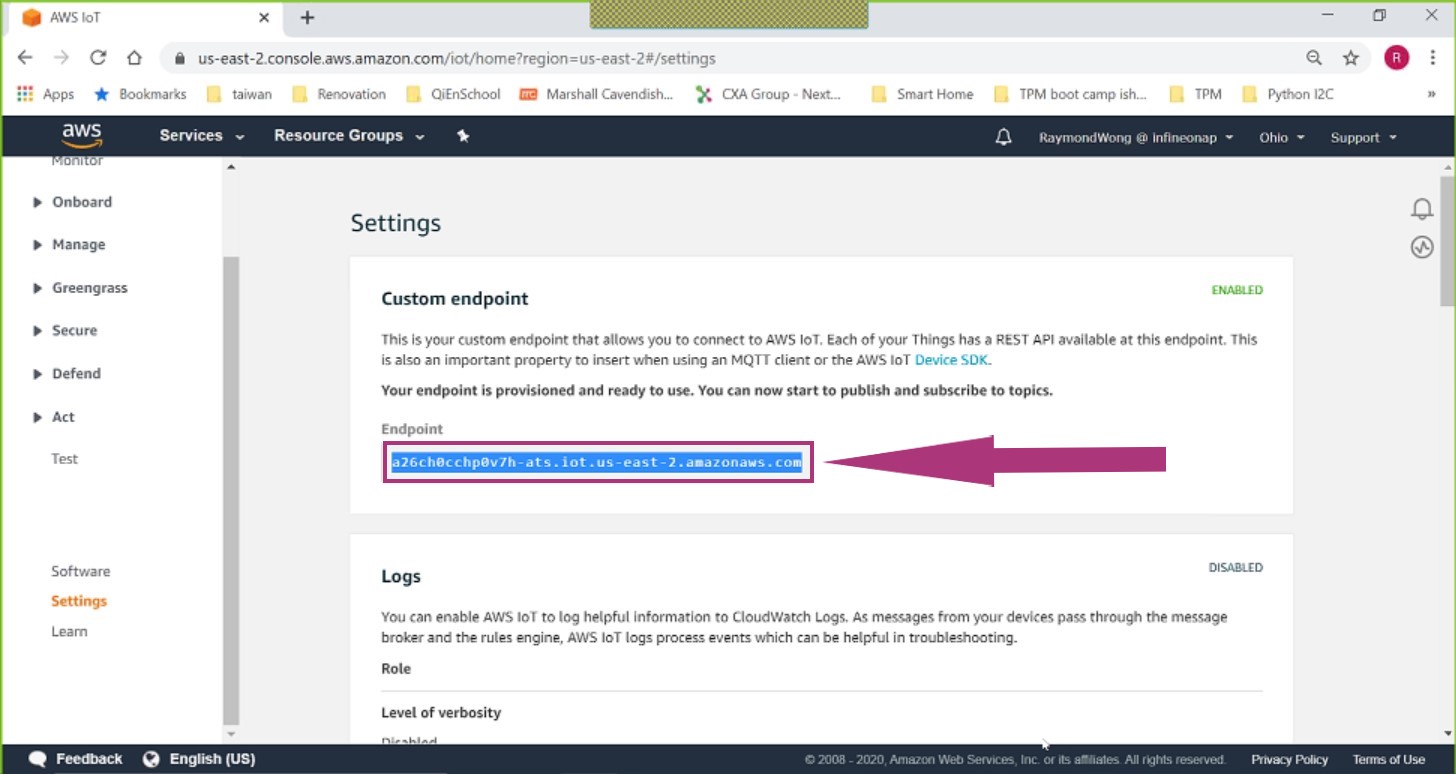 AWS IoT
us-east-2.console.aws.amazon.com/iot/home?region=us-east-2#/settings
R
Apps Bookmarks taiwan Renovation QiEnSchool Marshall Cavendish... CXA Group - Next... Smart Home TPM boot camp ish... TPM Python I2C »
aws Services Resource Groups RaymondWong @ infineonap Ohio Support
Monitor
Onboard
Manage
Greengrass
Secure
Defend
Act
Test
Software
Settings
Learn
Settings
Custom endpoint
ENABLED
This is your custom endpoint that allows you to connect to AWS IoT. Each of your Things has a REST API available at this endpoint. This
is also an important property to insert when using an MQTT client or the AWS IoT Device SDK.
Your endpoint is provisioned and ready to use. You can now start to publish and subscribe to topics.
Endpoint
a26ch0cchp0v7h-ats.iot.us-east-2.amazonaws.com
Logs
DISABLED
You can enable AWS IoT to log helpful information to CloudWatch Logs. As messages from your devices pass through the message
broker and the rules engine, AWS IoT logs process events which can be helpful in troubleshooting.
Role
Level of verbosity
Disabled
Feedback English (US) © 2008 - 2020, Amazon Web Services, Inc. or its affiliates. All rights reserved. Privacy Policy Terms of Use